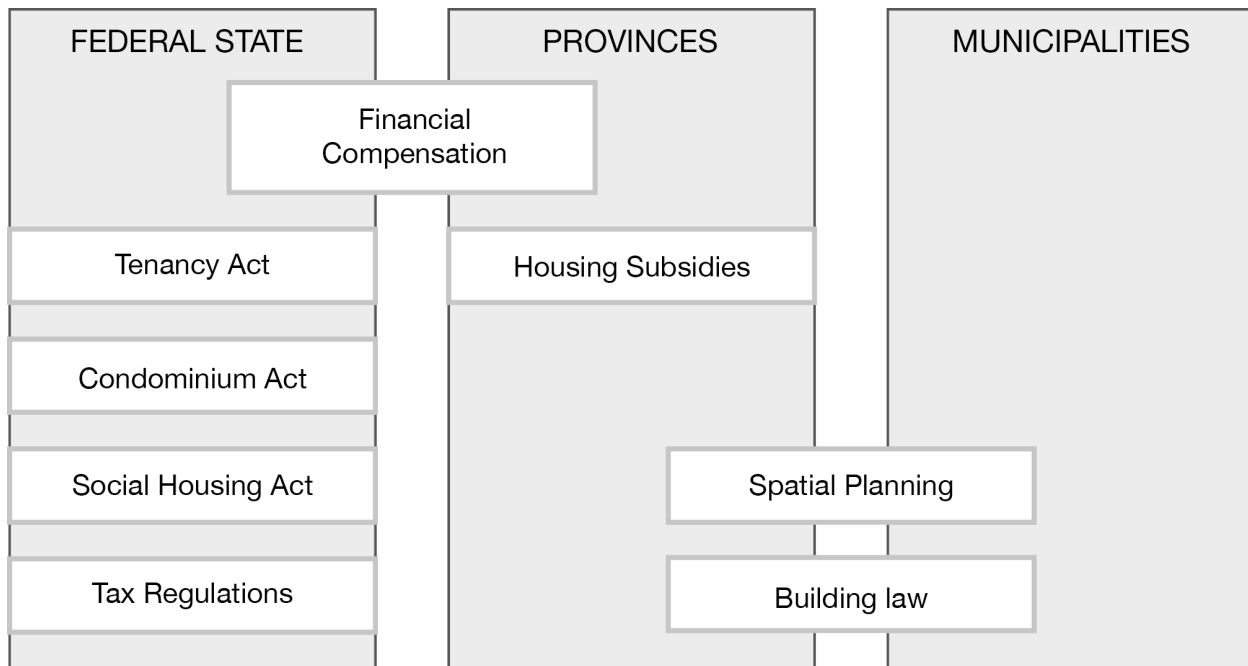 FEDERAL STATE
PROVINCES
MUNICIPALITIES
Financial
Compensation
Tenancy Act
Housing Subsidies
Condominium Act
Social Housing Act
Spatial Planning
Tax Regulations
Building law